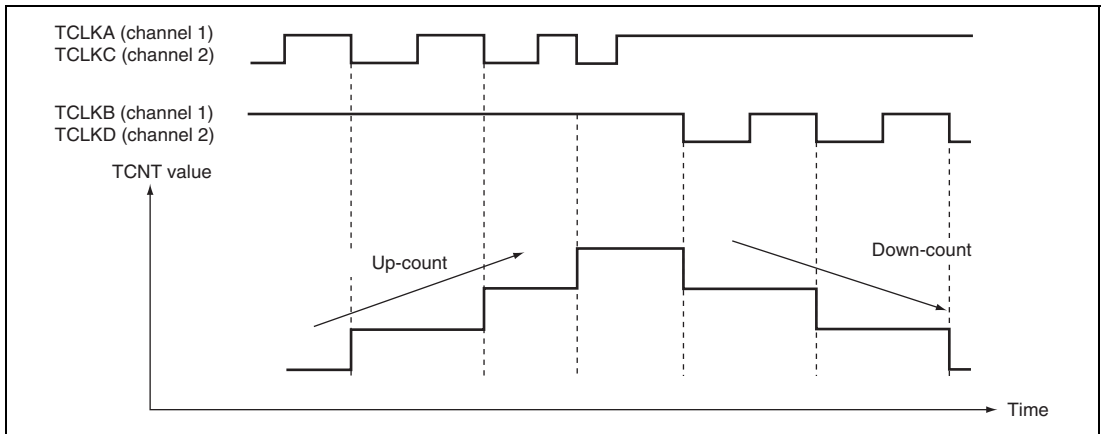 TCLKA (channel 1)
TCLKC (channel 2)
TCLKB (channel 1)
TCLKD (channel 2)
TCNT value
Up-count
Down-count
Time